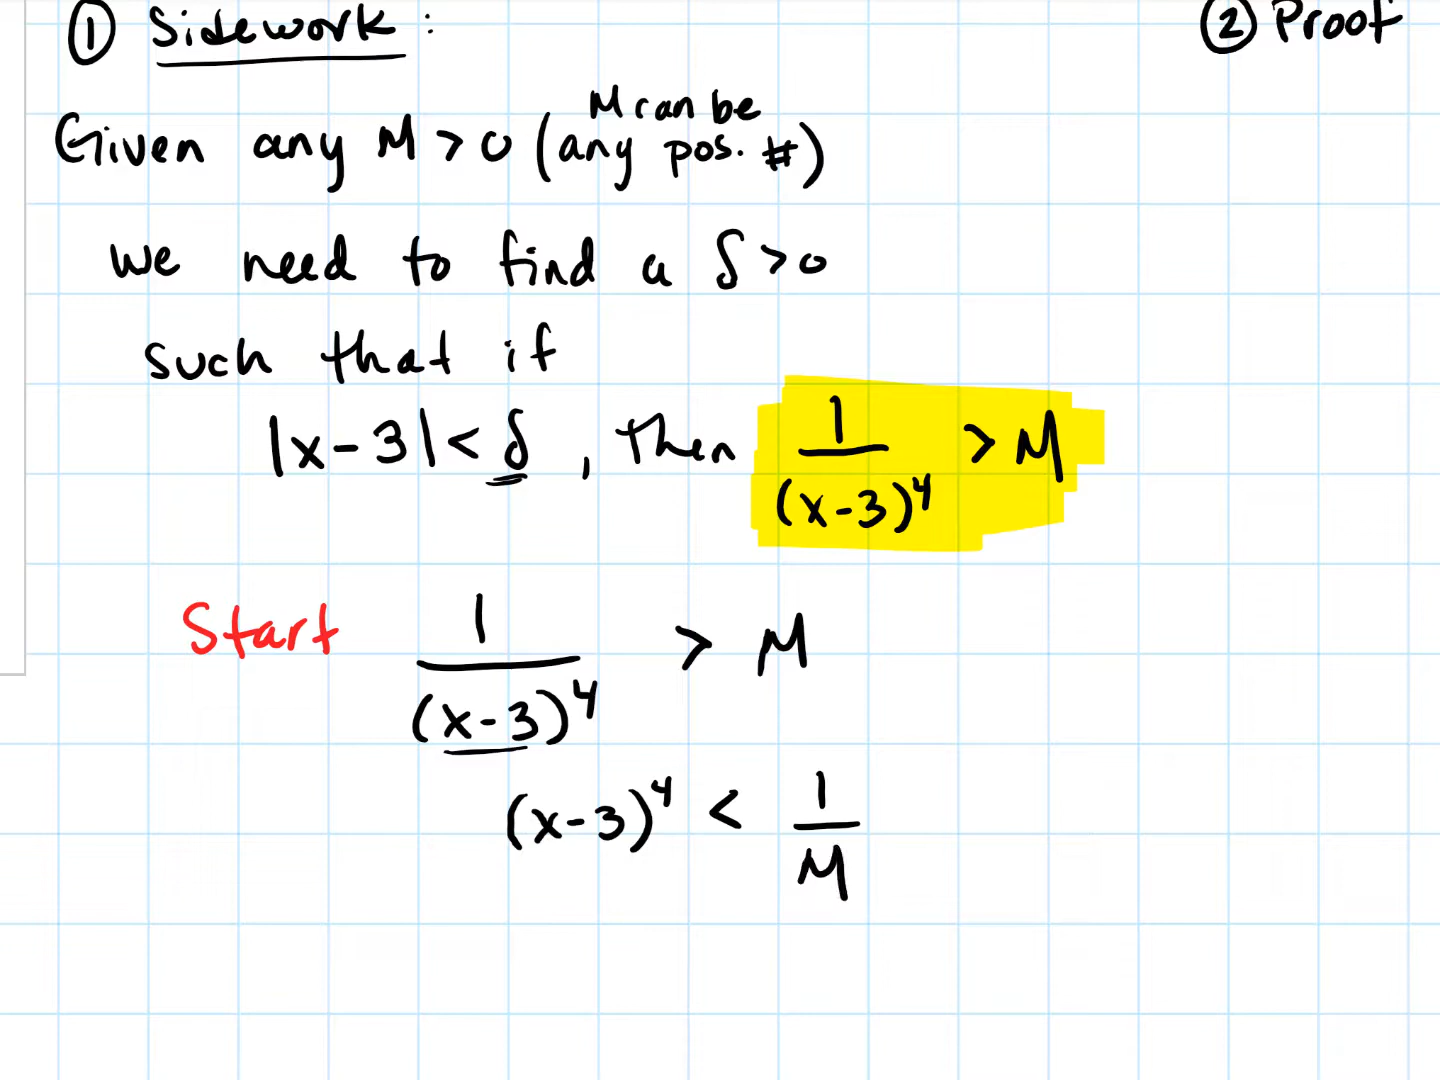 ① Sidework:
② Proof
M can be
Given any M > 0 (any pos. #)
we need to find a δ > 0
such that if
|x-3| < δ, then 1/(x-3)⁴ > M
Start 1/(x-3)⁴ > M
(x-3)⁴ < 1/M